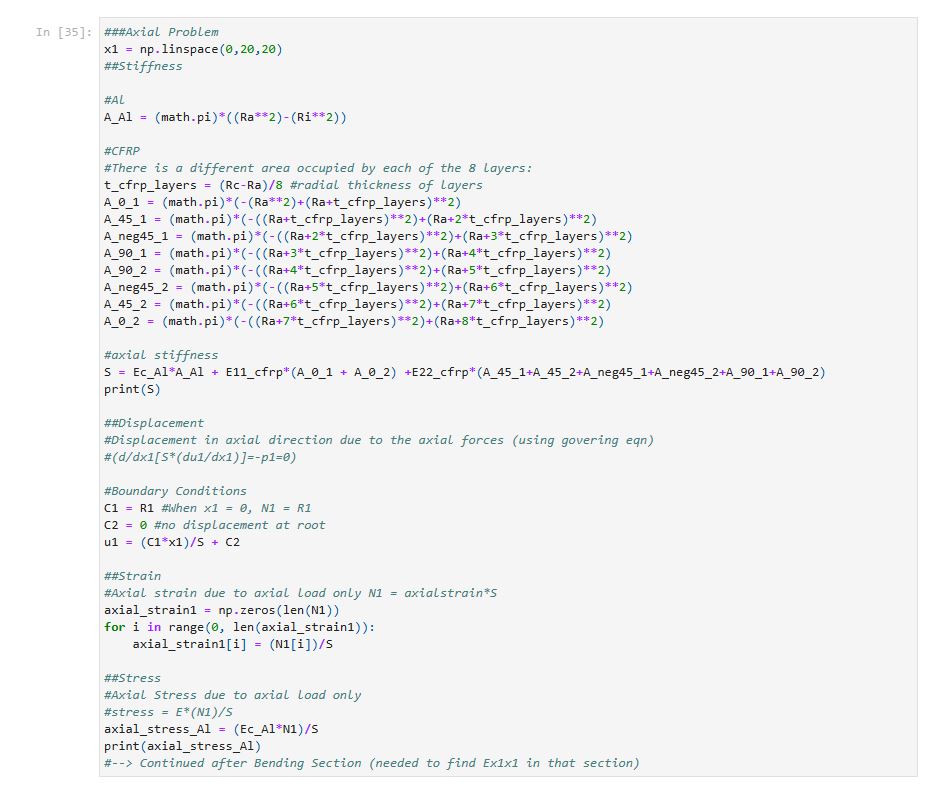 In [35]: ###Axial Problem
x1 = np.linspace(0,20,20)
##Stiffness
#Al
A_Al = (math.pi)*((Ra**2)-(Ri**2))
#CFRP
#There is a different area occupied by each of the 8 layers:
t_cfrp_layers = (Rc-Ra)/8 #radial thickness of layers
A_0_1 = (math.pi)*(-(Ra**2)+(Ra+t_cfrp_layers)**2)
A_45_1 = (math.pi)*(-((Ra+t_cfrp_layers)**2)+(Ra+2*t_cfrp_layers)**2)
A_neg45_1 = (math.pi)*(-((Ra+2*t_cfrp_layers)**2)+(Ra+3*t_cfrp_layers)**2)
A_90_1 = (math.pi)*(-((Ra+3*t_cfrp_layers)**2)+(Ra+4*t_cfrp_layers)**2)
A_90_2 = (math.pi)*(-((Ra+4*t_cfrp_layers)**2)+(Ra+5*t_cfrp_layers)**2)
A_neg45_2 = (math.pi)*(-((Ra+5*t_cfrp_layers)**2)+(Ra+6*t_cfrp_layers)**2)
A_45_2 = (math.pi)*(-((Ra+6*t_cfrp_layers)**2)+(Ra+7*t_cfrp_layers)**2)
A_0_2 = (math.pi)*(-((Ra+7*t_cfrp_layers)**2)+(Ra+8*t_cfrp_layers)**2)
#axial stiffness
S = Ec_Al*A_Al + E11_cfrp*(A_0_1 + A_0_2) +E22_cfrp*(A_45_1+A_45_2+A_neg45_1+A_neg45_2+A_90_1+A_90_2)
print(S)
##Displacement
#Displacement in axial direction due to the axial forces (using govering eqn)
#(d/dx1[S*(du1/dx1)]=-p1=0)
#Boundary Conditions
C1 = R1 #When x1 = 0, N1 = R1
C2 = 0 #no displacement at root
u1 = (C1*x1)/S + C2
##Strain
#Axial strain due to axial load only N1 = axialstrain*S
axial_strain1 = np.zeros(len(N1))
for i in range(0, len(axial_strain1)):
    axial_strain1[i] = (N1[i])/S
##Stress
#Axial Stress due to axial load only
#stress = E*(N1)/S
axial_stress_Al = (Ec_Al*N1)/S
print(axial_stress_Al)
#--> Continued after Bending Section (needed to find Ex1x1 in that section)